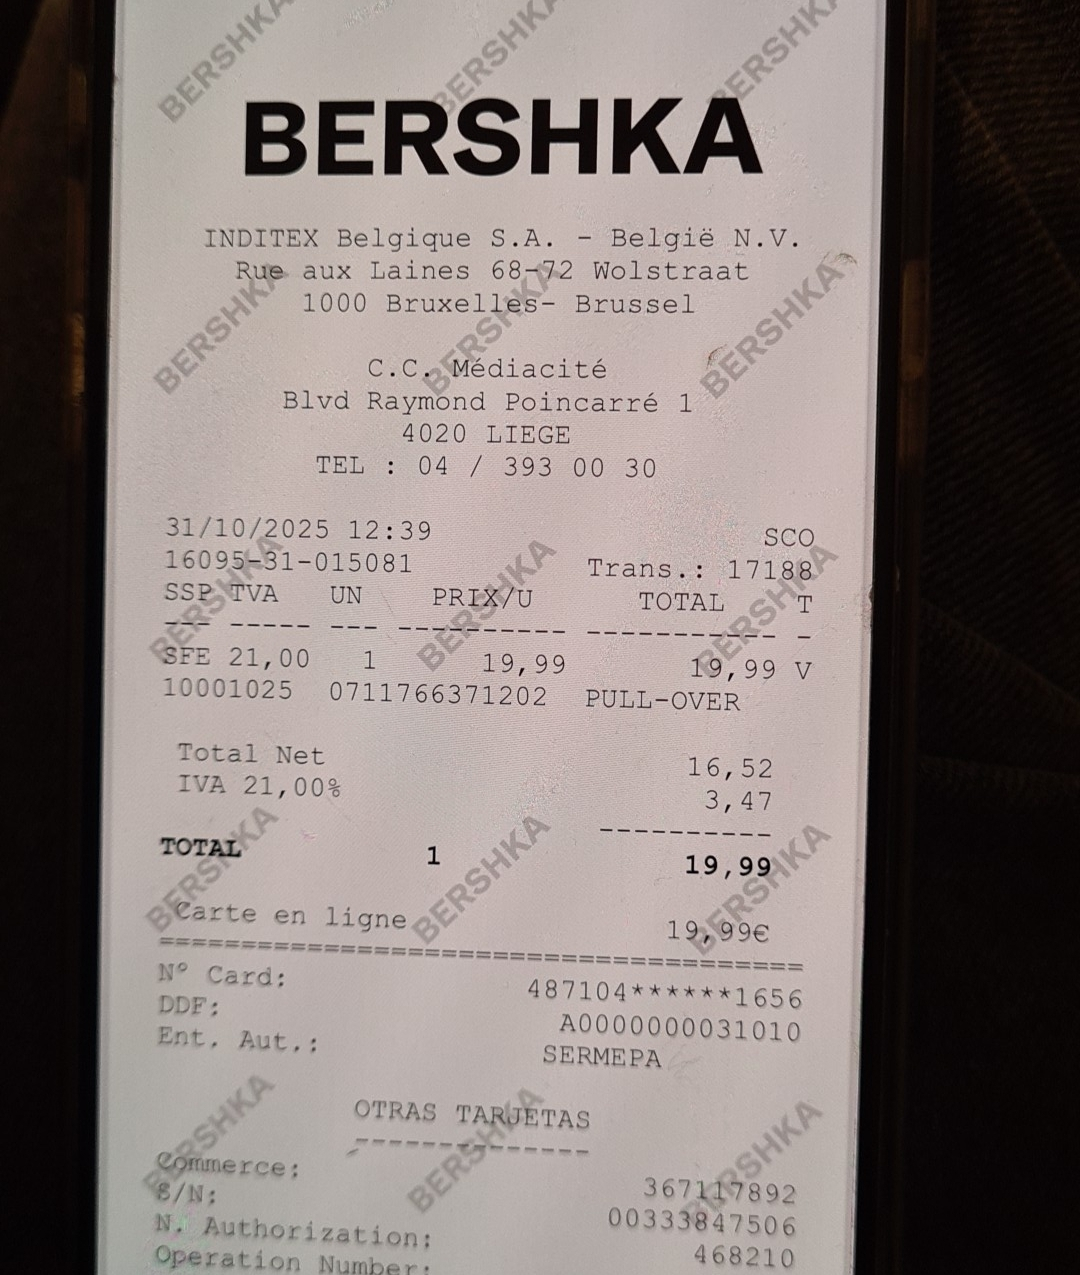 BERSHKA
INDITEX Belgique S.A. - België N.V.
Rue aux Laines 68-72 Wolstraat
1000 Bruxelles- Brussel
C.C. Médiacité
Blvd Raymond Poincarré 1
4020 LIEGE
TEL : 04 / 393 00 30
31/10/2025 12:39 SCO
16095-31-015081 Trans.: 17188
SSP TVA UN PRIX/U TOTAL T
--- ----- --- ---------- ----------- -
SFE 21,00 1 19,99 19,99 V
10001025 0711766371202 PULL-OVER
Total Net 16,52
IVA 21,00% 3,47
----------
TOTAL 1 19,99
Carte en ligne 19,99€
======================================
N° Card: 487104******1656
DDF: A0000000031010
Ent. Aut.: SERMEPA
OTRAS TARJETAS
--------------
Commerce: 367117892
S/N: 00333847506
N. Authorization: 468210
Operation Number: